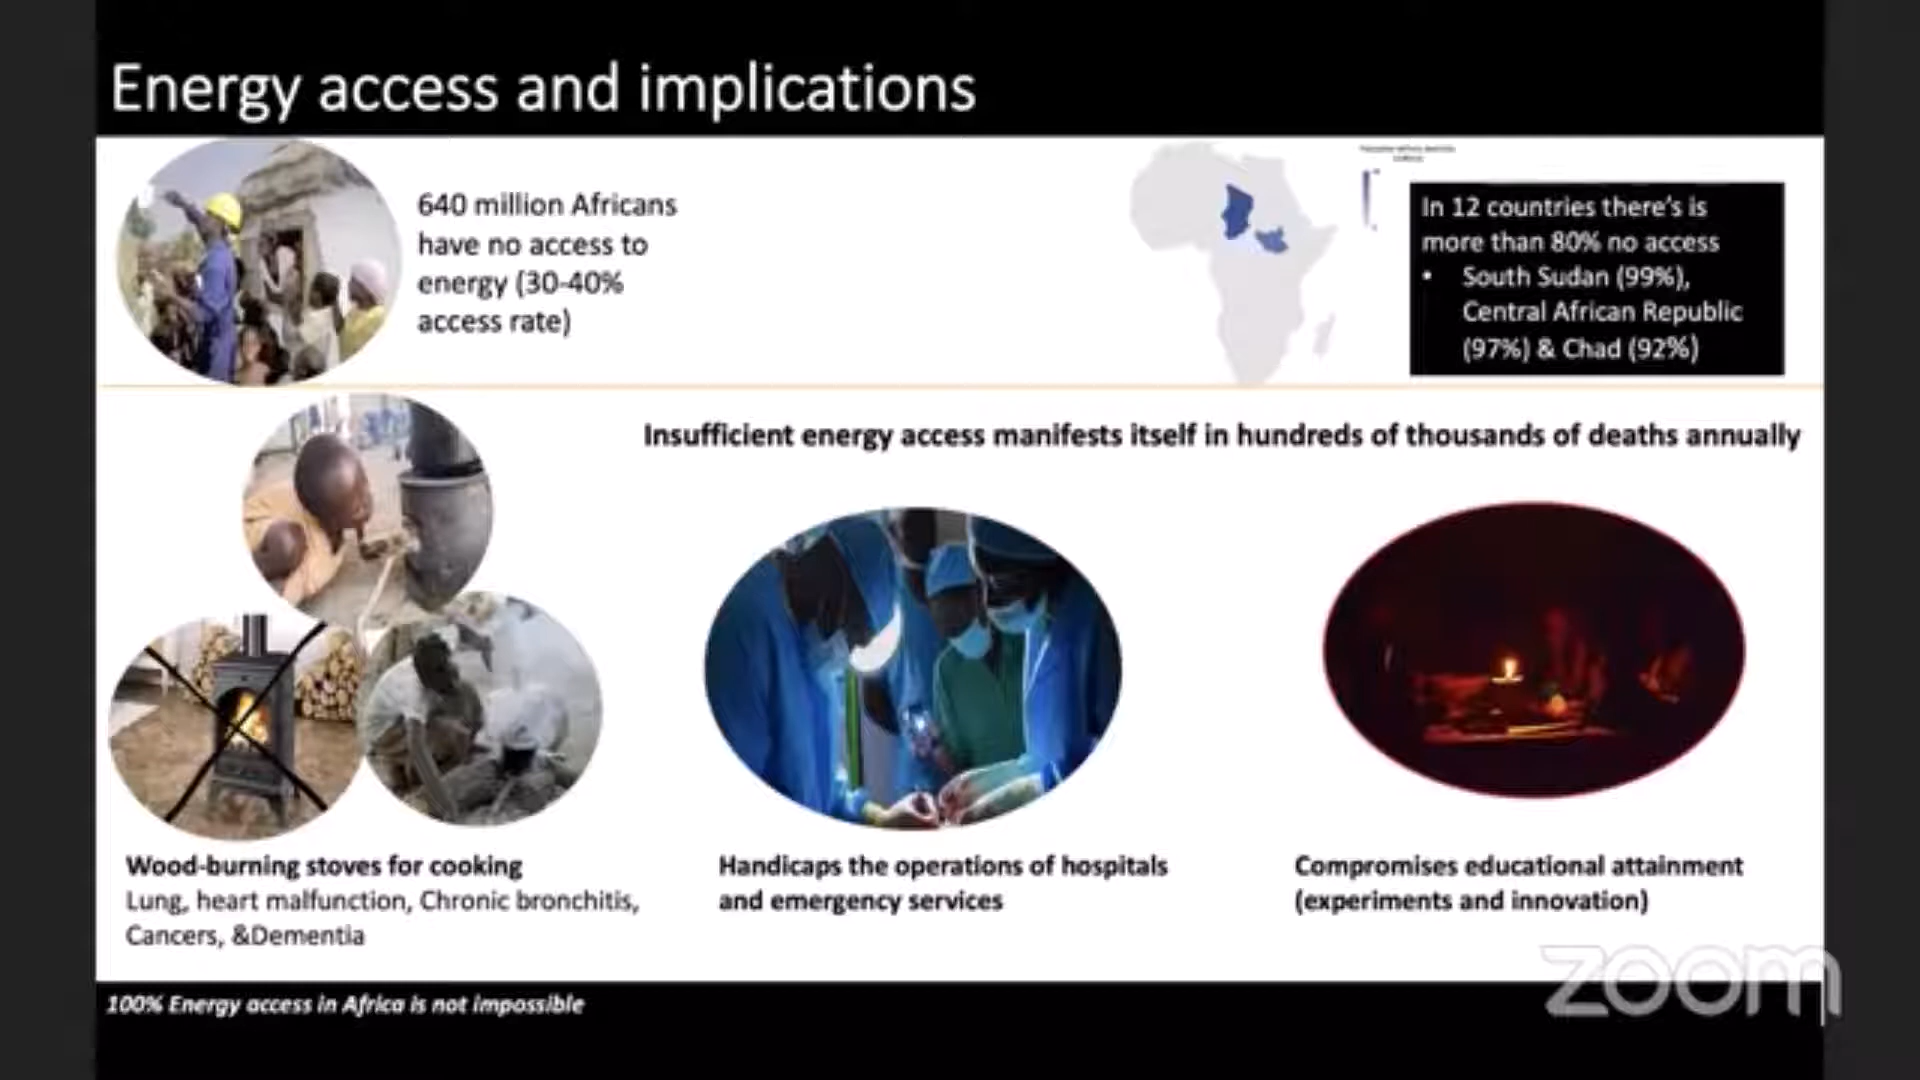 Energy access and implications
640 million Africans
have no access to
energy (30-40%
access rate)
In 12 countries there's is
more than 80% no access
• South Sudan (99%),
Central African Republic
(97%) & Chad (92%)
Insufficient energy access manifests itself in hundreds of thousands of deaths annually
Wood-burning stoves for cooking
Lung, heart malfunction, Chronic bronchitis,
Cancers, &Dementia
Handicaps the operations of hospitals
and emergency services
Compromises educational attainment
(experiments and innovation)
100% Energy access in Africa is not impossible
zoom